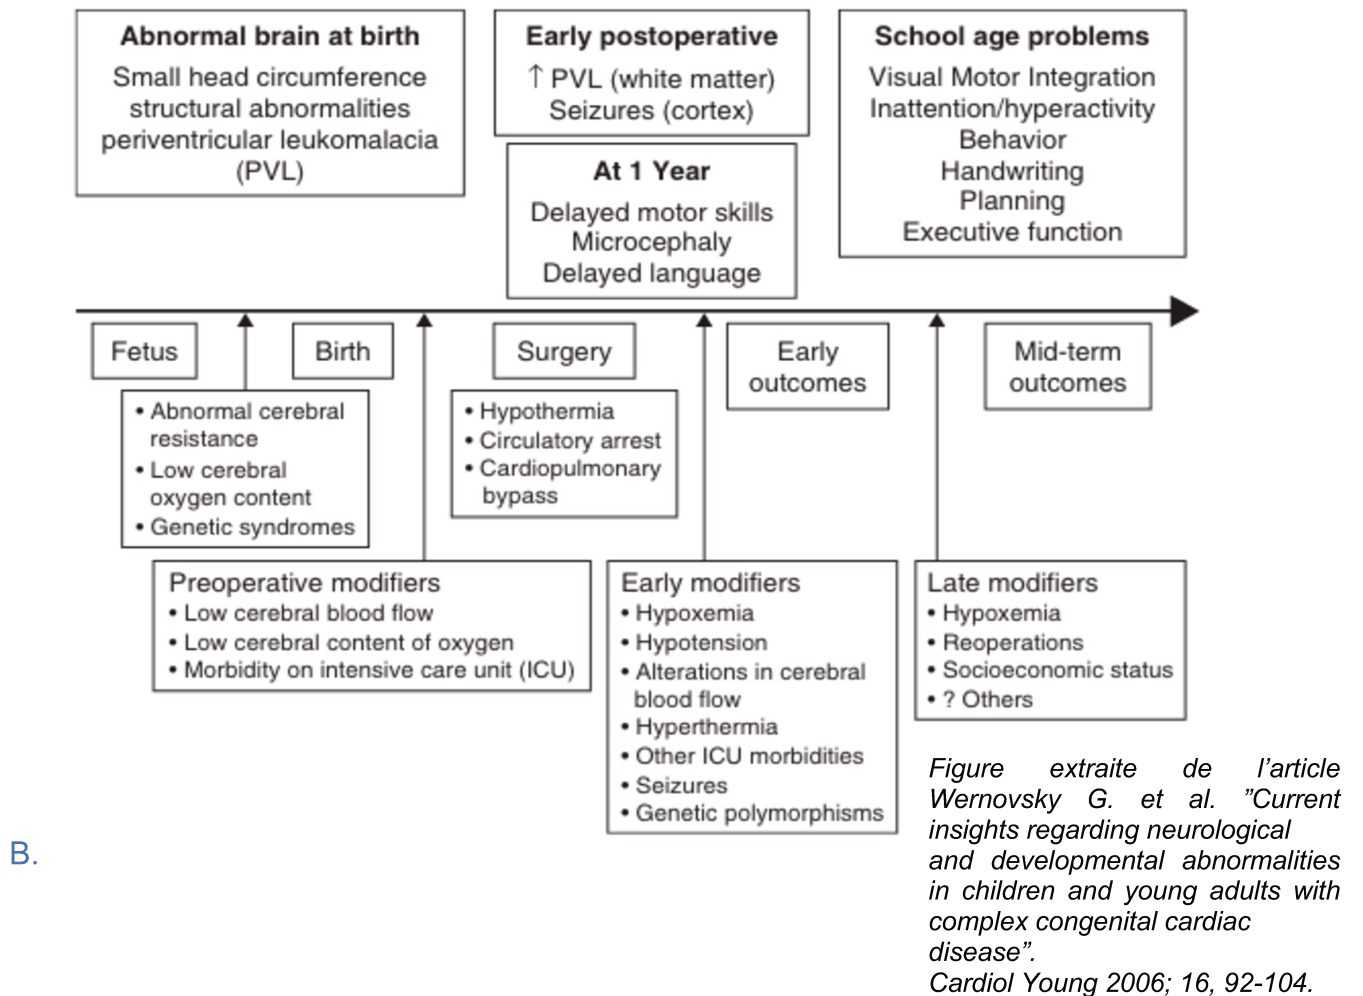 Abnormal brain at birth
Small head circumference
structural abnormalities
periventricular leukomalacia
(PVL)
Early postoperative
↑ PVL (white matter)
Seizures (cortex)
At 1 Year
Delayed motor skills
Microcephaly
Delayed language
School age problems
Visual Motor Integration
Inattention/hyperactivity
Behavior
Handwriting
Planning
Executive function
Fetus
Birth
Surgery
Early
outcomes
Mid-term
outcomes
• Abnormal cerebral
resistance
• Low cerebral
oxygen content
• Genetic syndromes
• Hypothermia
• Circulatory arrest
• Cardiopulmonary
bypass
Preoperative modifiers
• Low cerebral blood flow
• Low cerebral content of oxygen
• Morbidity on intensive care unit (ICU)
Early modifiers
• Hypoxemia
• Hypotension
• Alterations in cerebral
blood flow
• Hyperthermia
• Other ICU morbidities
• Seizures
• Genetic polymorphisms
Late modifiers
• Hypoxemia
• Reoperations
• Socioeconomic status
• ? Others
B.
Figure extraite de l’article
Wernovsky G. et al. ”Current
insights regarding neurological
and developmental abnormalities
in children and young adults with
complex congenital cardiac
disease”.
Cardiol Young 2006; 16, 92-104.